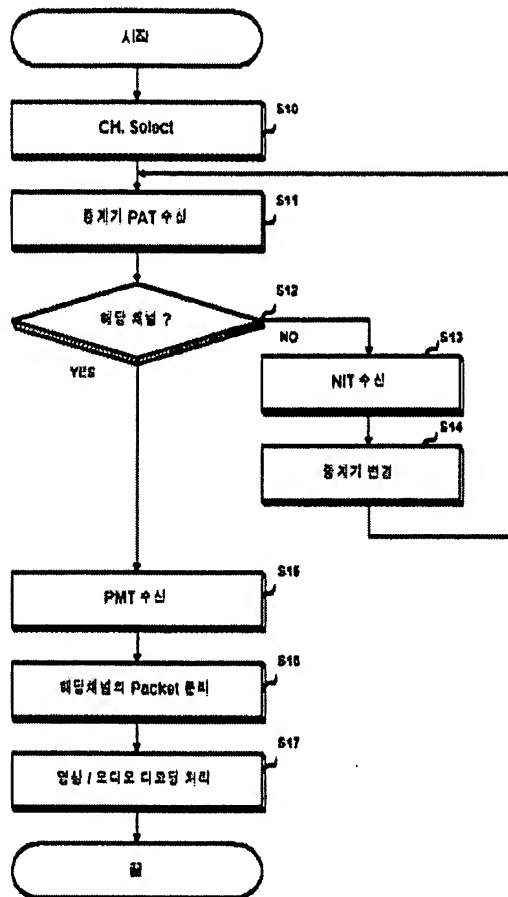 시작
S10
CH. Select
S11
중계기 PAT 수신
S12
해당 채널 ?
NO
YES
S13
NIT 수신
S14
중계기 변경
S15
PMT 수신
S16
해당채널의 Packet 분리
S17
영상 / 오디오 디코딩 처리
끝